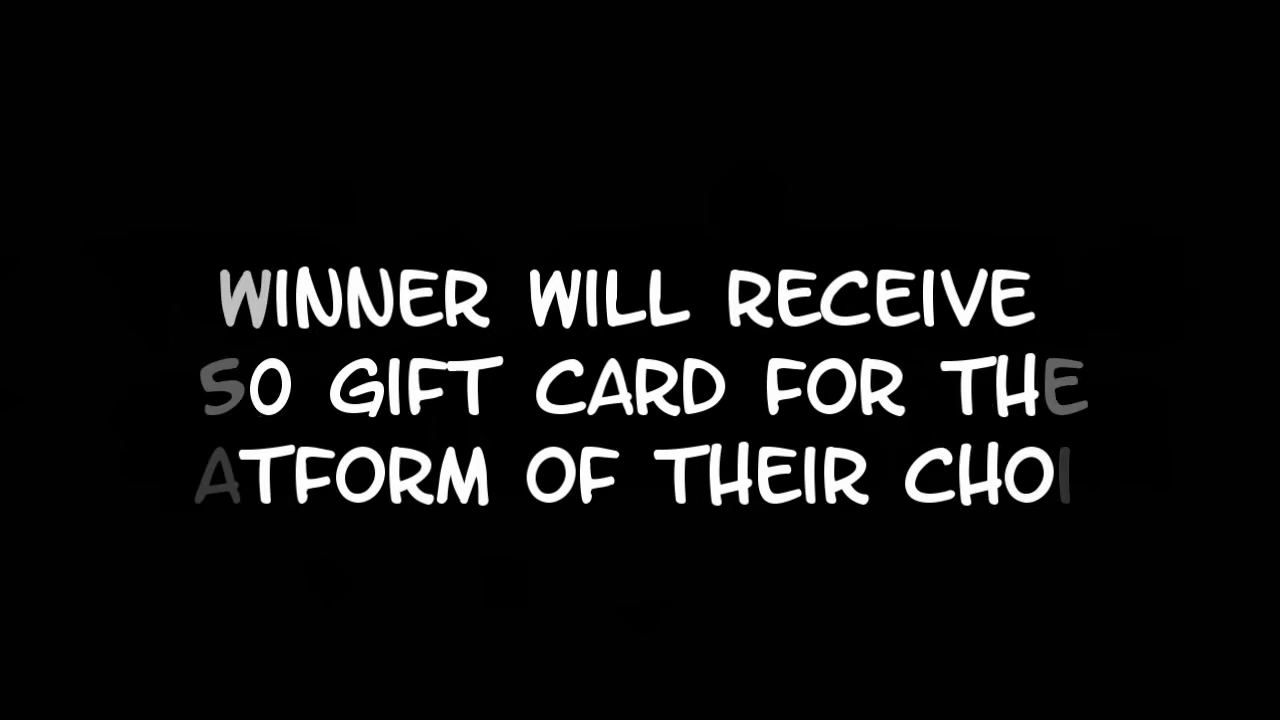 WINNER WILL RECEIVE
50 GIFT CARD FOR THE
ATFORM OF THEIR CHOI